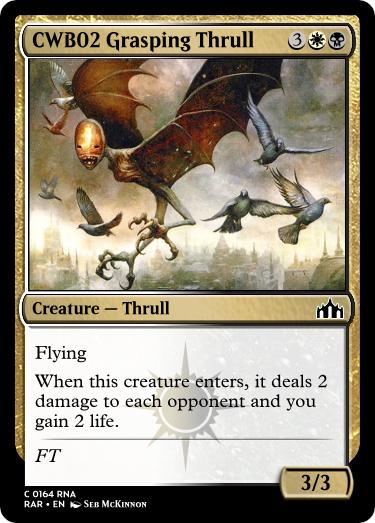 CWB02 Grasping Thrull 3
Creature — Thrull
Flying
When this creature enters, it deals 2
damage to each opponent and you
gain 2 life.
FT
3/3
C 0164 RNA
RAR • EN Seb McKinnon